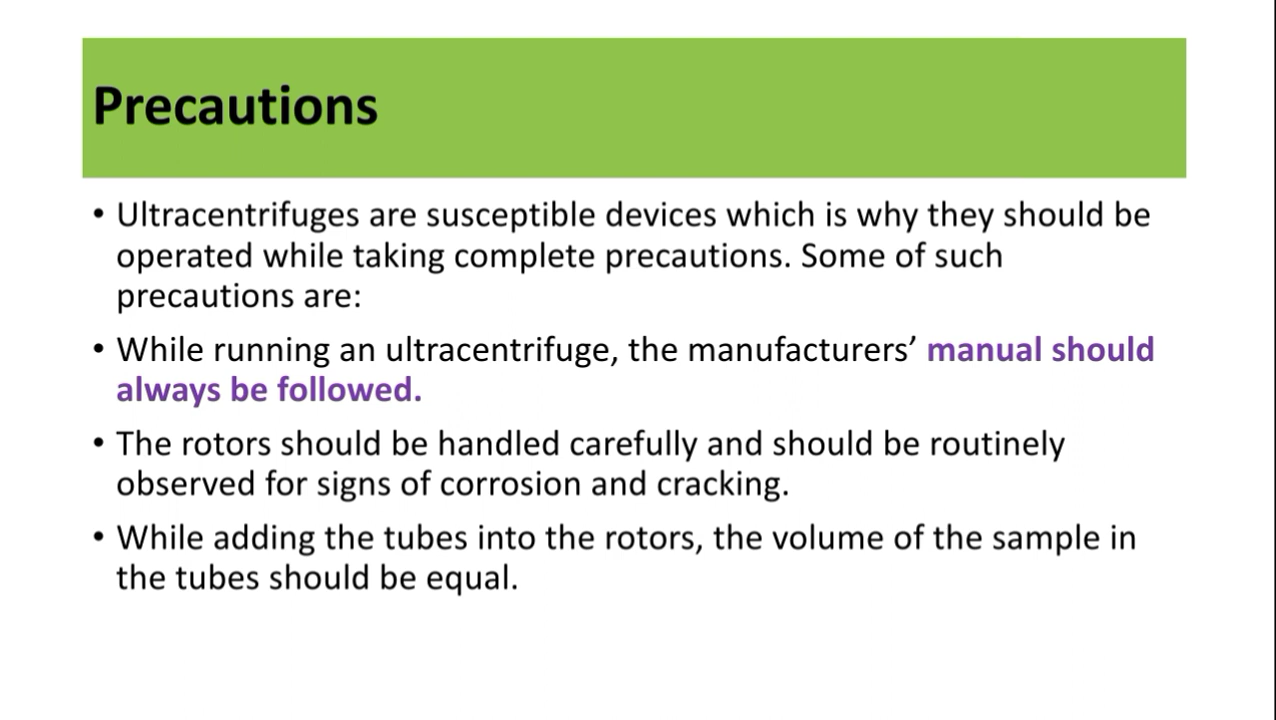 Precautions
• Ultracentrifuges are susceptible devices which is why they should be
operated while taking complete precautions. Some of such
precautions are:
• While running an ultracentrifuge, the manufacturers’ manual should
always be followed.
• The rotors should be handled carefully and should be routinely
observed for signs of corrosion and cracking.
• While adding the tubes into the rotors, the volume of the sample in
the tubes should be equal.